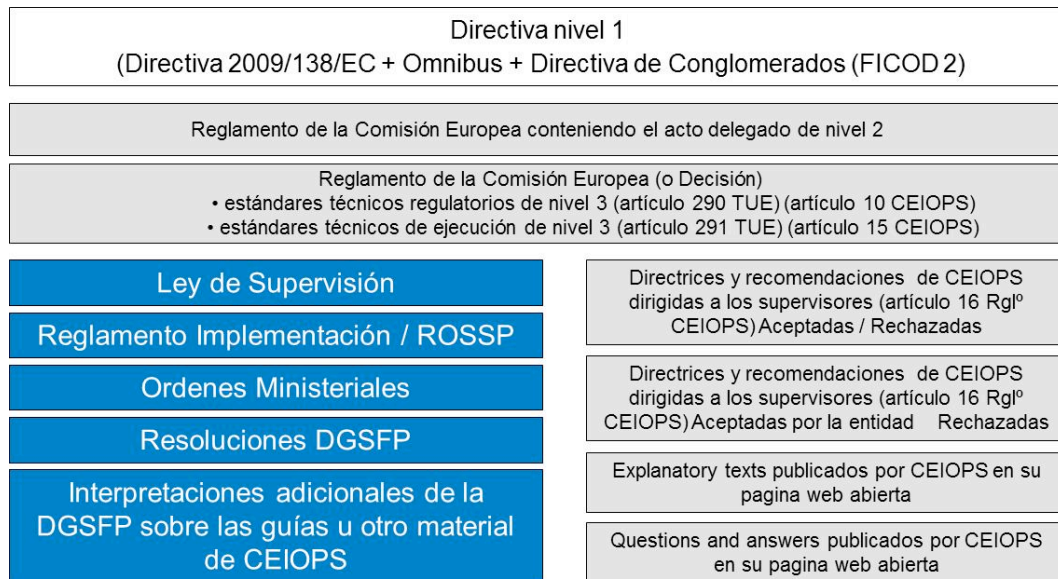 Directiva nivel 1
(Directiva 2009/138/EC + Omnibus + Directiva de Conglomerados (FICOD 2)
Reglamento de la Comisión Europea conteniendo el acto delegado de nivel 2
Reglamento de la Comisión Europea (o Decisión)
• estándares técnicos regulatorios de nivel 3 (artículo 290 TUE) (artículo 10 CEIOPS)
• estándares técnicos de ejecución de nivel 3 (artículo 291 TUE) (artículo 15 CEIOPS)
Ley de Supervisión
Reglamento Implementación / ROSSP
Ordenes Ministeriales
Resoluciones DGSFP
Interpretaciones adicionales de la
DGSFP sobre las guías u otro material
de CEIOPS
Directrices y recomendaciones de CEIOPS
dirigidas a los supervisores (artículo 16 Rglº
CEIOPS) Aceptadas / Rechazadas
Directrices y recomendaciones de CEIOPS
dirigidas a los supervisores (artículo 16 Rglº
CEIOPS) Aceptadas por la entidad Rechazadas
Explanatory texts publicados por CEIOPS en su
pagina web abierta
Questions and answers publicados por CEIOPS
en su pagina web abierta